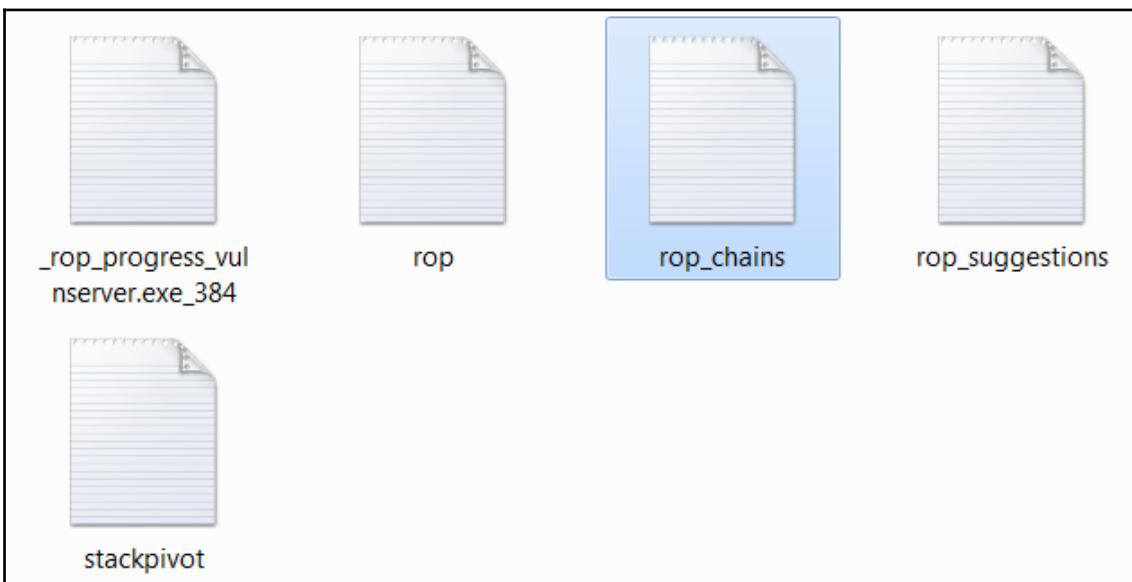 _rop_progress_vul
nserver.exe_384
rop
rop_chains
rop_suggestions
stackpivot